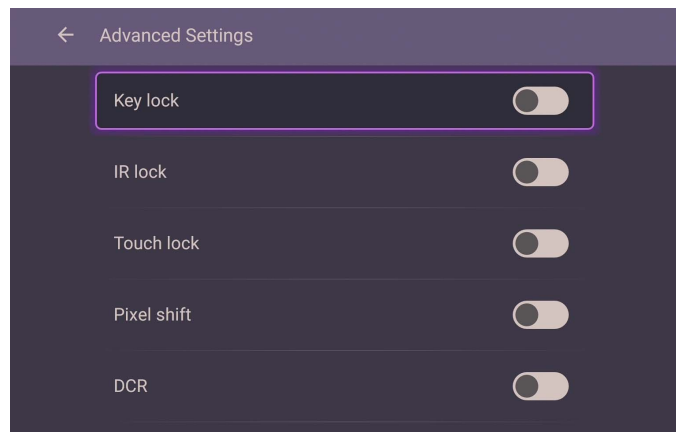 Advanced Settings
Key lock
IR lock
Touch lock
Pixel shift
DCR